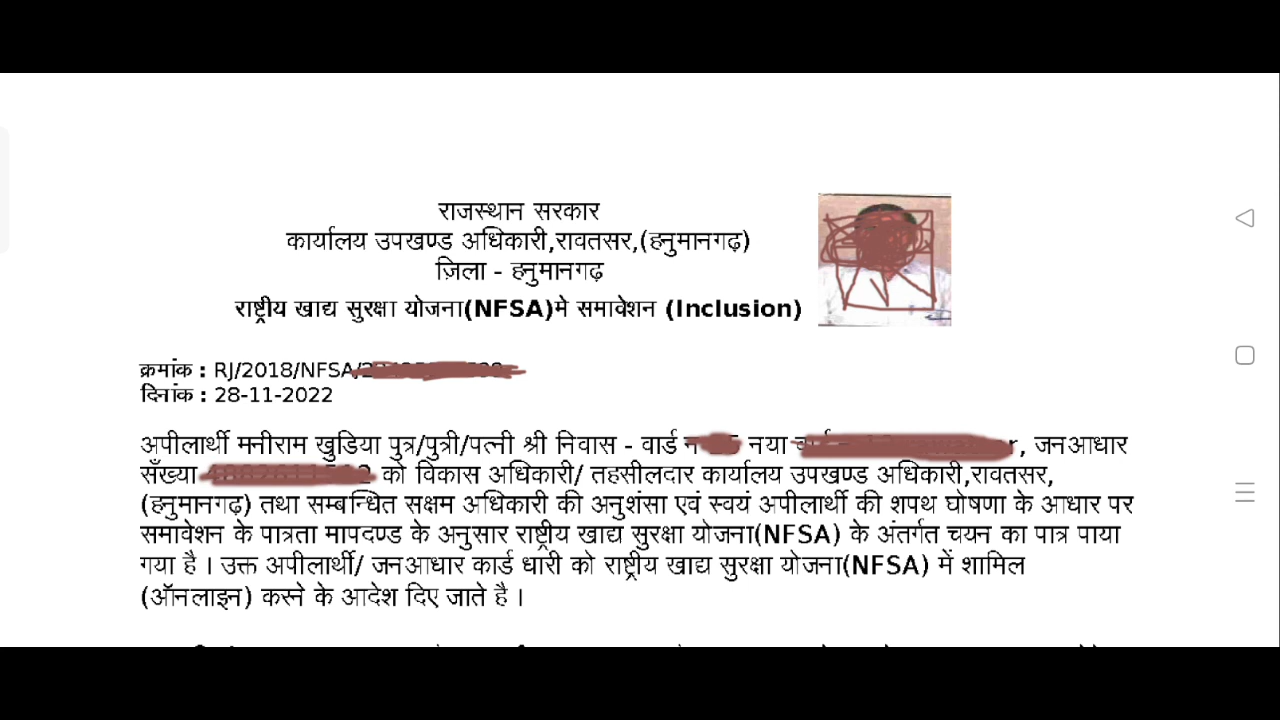 राजस्थान सरकार
कार्यालय उपखण्ड अधिकारी,रावतसर,(हनुमानगढ़)
ज़िला - हनुमानगढ़
राष्ट्रीय खाद्य सुरक्षा योजना(NFSA)मे समावेशन (Inclusion)
क्रमांक : RJ/2018/NFSA/
दिनांक : 28-11-2022
अपीलार्थी मनीराम खुडिया पुत्र/पुत्री/पत्नी श्री निवास - वार्ड नया , जनआधार
सँख्या को विकास अधिकारी/ तहसीलदार कार्यालय उपखण्ड अधिकारी,रावतसर,
(हनुमानगढ़) तथा सम्बन्धित सक्षम अधिकारी की अनुशंसा एवं स्वयं अपीलार्थी की शपथ घोषणा के आधार पर
समावेशन के पात्रता मापदण्ड के अनुसार राष्ट्रीय खाद्य सुरक्षा योजना(NFSA) के अंतर्गत चयन का पात्र पाया
गया है । उक्त अपीलार्थी/ जनआधार कार्ड धारी को राष्ट्रीय खाद्य सुरक्षा योजना(NFSA) में शामिल
(ऑनलाइन) करने के आदेश दिए जाते है ।